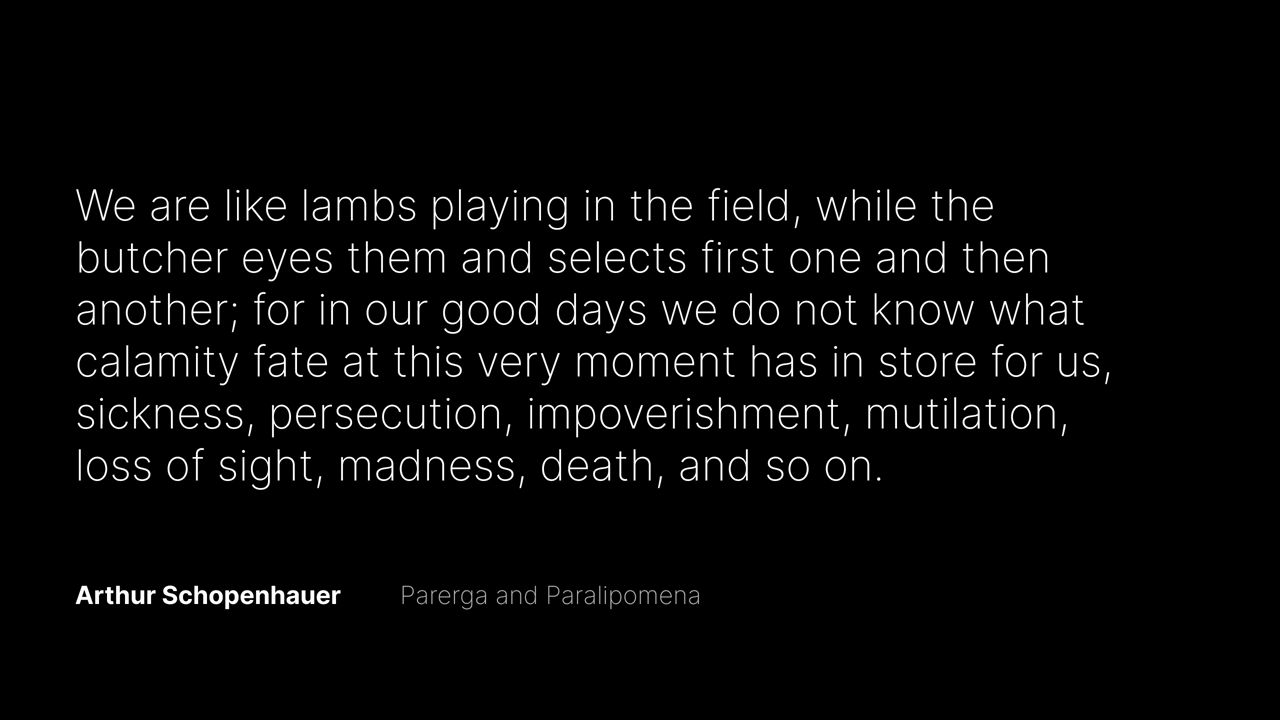 We are like lambs playing in the field, while the
butcher eyes them and selects first one and then
another; for in our good days we do not know what
calamity fate at this very moment has in store for us,
sickness, persecution, impoverishment, mutilation,
loss of sight, madness, death, and so on.
Arthur Schopenhauer Parerga and Paralipomena